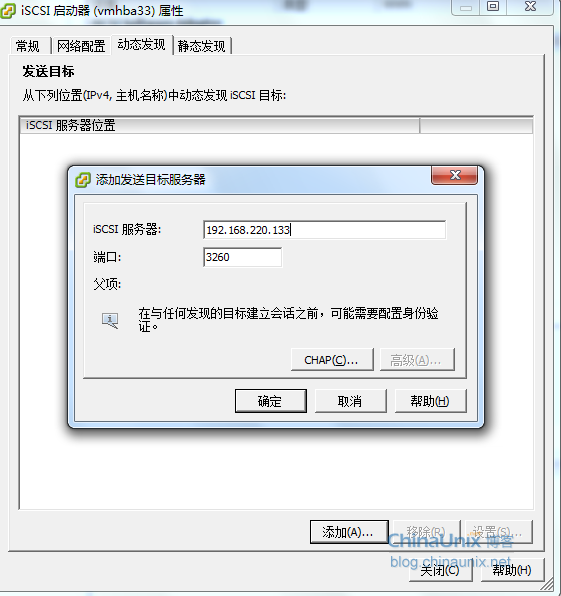 iSCSI 启动器 (vmhba33) 属性
常规 网络配置 动态发现 静态发现
发送目标
从下列位置(IPv4, 主机名称)中动态发现 iSCSI 目标:
iSCSI 服务器位置
添加发送目标服务器
iSCSI 服务器: 192.168.220.133
端口: 3260
父项:
在与任何发现的目标建立会话之前，可能需要配置身份验
证。
CHAP(C)... 高级(A)...
确定 取消 帮助(H)
添加(A)... 移除(R) 设置(S)...
ChinaUnix 博客
blog.chinaunix.net
关闭(C) 帮助(H)